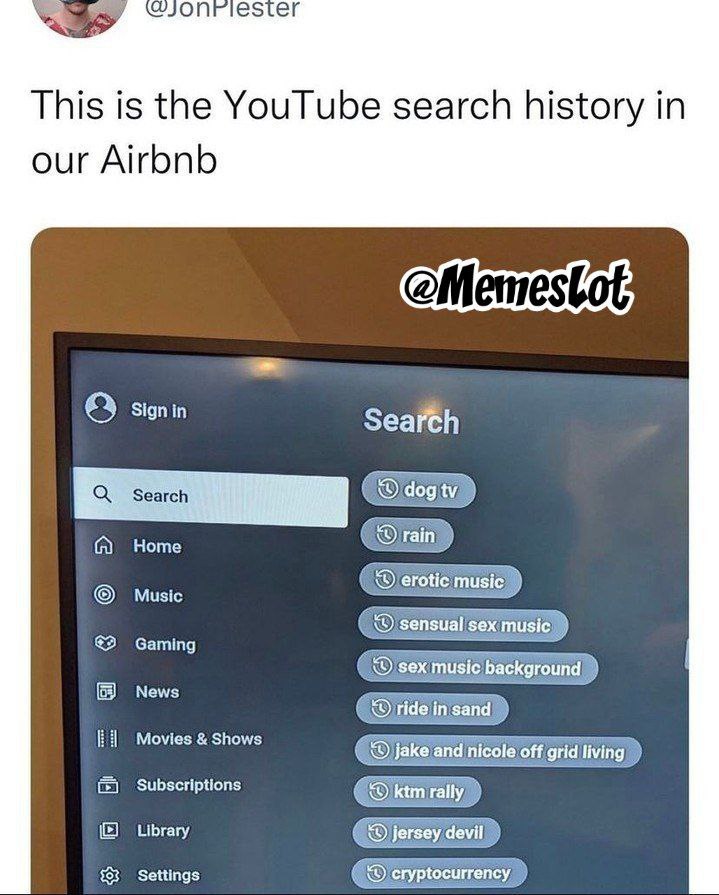 @JonPlester
This is the YouTube search history in
our Airbnb
@MemesLot
Sign in
Search
Search
Home
Music
Gaming
News
Movies & Shows
Subscriptions
Library
Settings
dog tv
rain
erotic music
sensual sex music
sex music background
ride in sand
jake and nicole off grid living
ktm rally
jersey devil
cryptocurrency